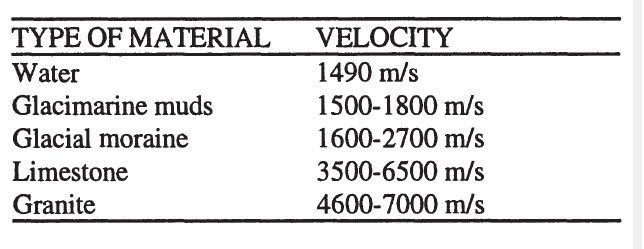 TYPE OF MATERIAL VELOCITY
Water 1490 m/s
Glacimarine muds 1500-1800 m/s
Glacial moraine 1600-2700 m/s
Limestone 3500-6500 m/s
Granite 4600-7000 m/s